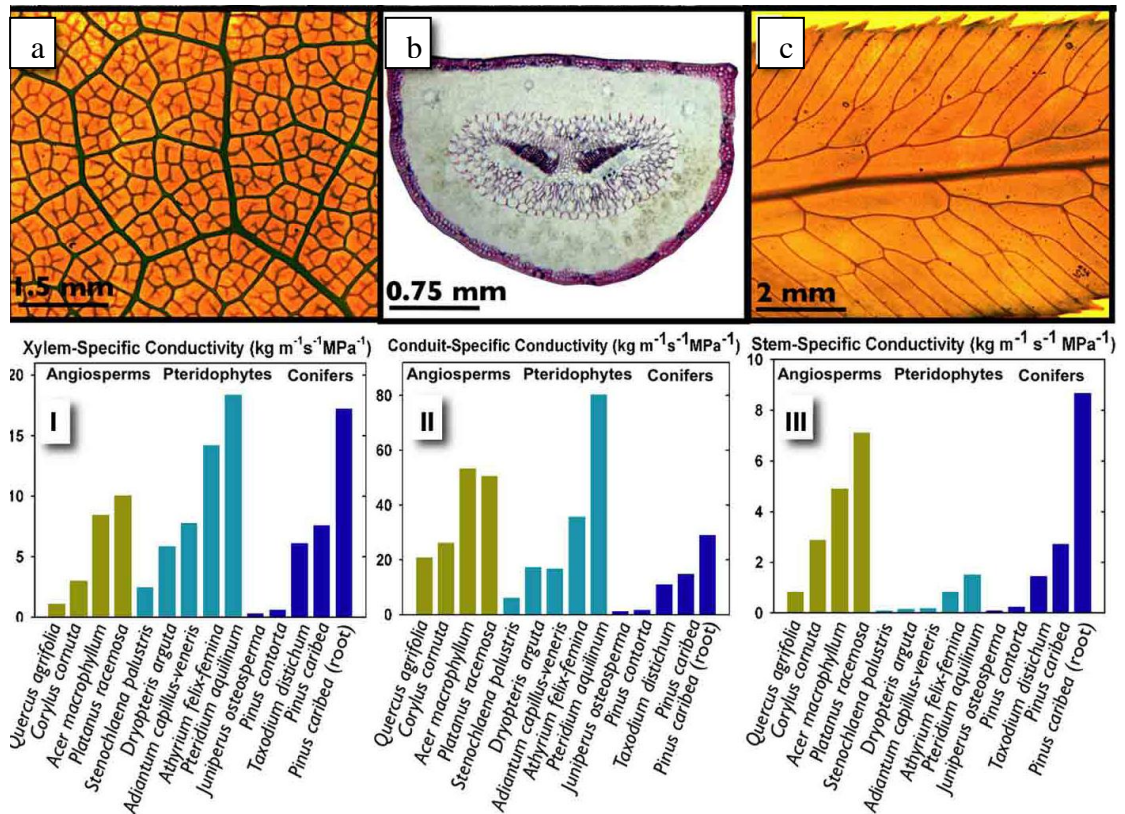 a
b
c
1.5 mm
0.75 mm
2 mm
Xylem-Specific Conductivity (kg m⁻¹s⁻¹MPa⁻¹)
Angiosperms Pteridophytes Conifers
I
20
15
10
5
0
Quercus agrifolia
Corylus cornuta
Acer macrophyllum
Platanus racemosa
Stenochlaena palustris
Dryopteris arguta
Adiantum capillus-veneris
Athyrium felix-femina
Pteridium aquilinum
Juniperus osteosperma
Pinus contorta
Taxodium distichum
Pinus caribea
Pinus caribea (root)
Conduit-Specific Conductivity (kg m⁻¹s⁻¹MPa⁻¹)
Angiosperms Pteridophytes Conifers
II
80
60
40
20
0
Quercus agrifolia
Corylus cornuta
Acer macrophyllum
Platanus racemosa
Stenochlaena palustris
Dryopteris arguta
Adiantum capillus-veneris
Athyrium felix-femina
Pteridium aquilinum
Juniperus osteosperma
Pinus contorta
Taxodium distichum
Pinus caribea
Pinus caribea (root)
Stem-Specific Conductivity (kg m⁻¹ s⁻¹ MPa⁻¹)
Angiosperms Pteridophytes Conifers
III
10
8
6
4
2
0
Quercus agrifolia
Corylus cornuta
Acer macrophyllum
Platanus racemosa
Stenochlaena palustris
Dryopteris arguta
Adiantum capillus-veneris
Athyrium felix-femina
Pteridium aquilinum
Juniperus osteosperma
Pinus contorta
Taxodium distichum
Pinus caribea
Pinus caribea (root)